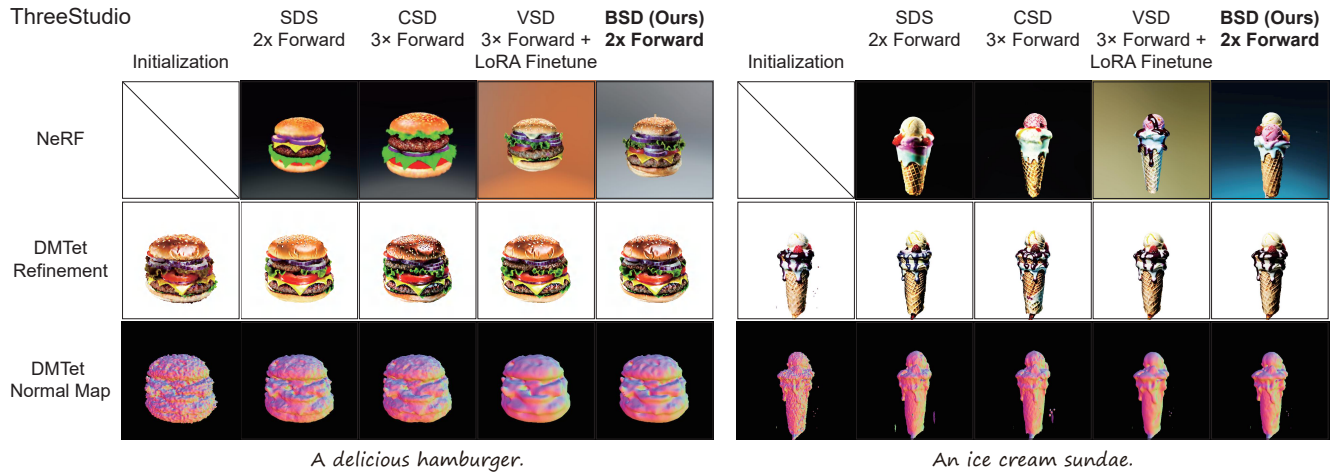 ThreeStudio
Initialization
SDS
2x Forward
CSD
3× Forward
VSD
3× Forward +
LoRA Finetune
BSD (Ours)
2x Forward
Initialization
SDS
2x Forward
CSD
3× Forward
VSD
3× Forward +
LoRA Finetune
BSD (Ours)
2x Forward
NeRF
DMTet
Refinement
DMTet
Normal Map
A delicious hamburger.
An ice cream sundae.